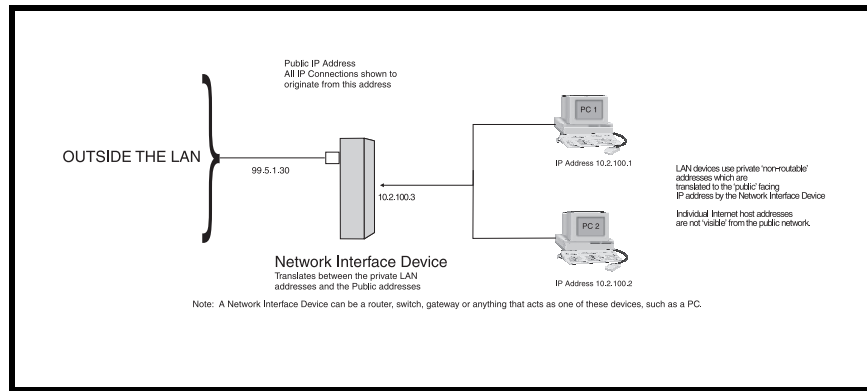 Public IP Address
All IP Connections shown to
originate from this address
OUTSIDE THE LAN
99.5.1.30
10.2.100.3
PC 1
IP Address 10.2.100.1
LAN devices use private 'non-routable'
addresses which are
translated to the 'public' facing
IP address by the Network Interface Device
Individual Internet host addresses
are not 'visible' from the public network.
PC 2
IP Address 10.2.100.2
Network Interface Device
Translates between the private LAN
addresses and the Public addresses
Note: A Network Interface Device can be a router, switch, gateway or anything that acts as one of these devices, such as a PC.